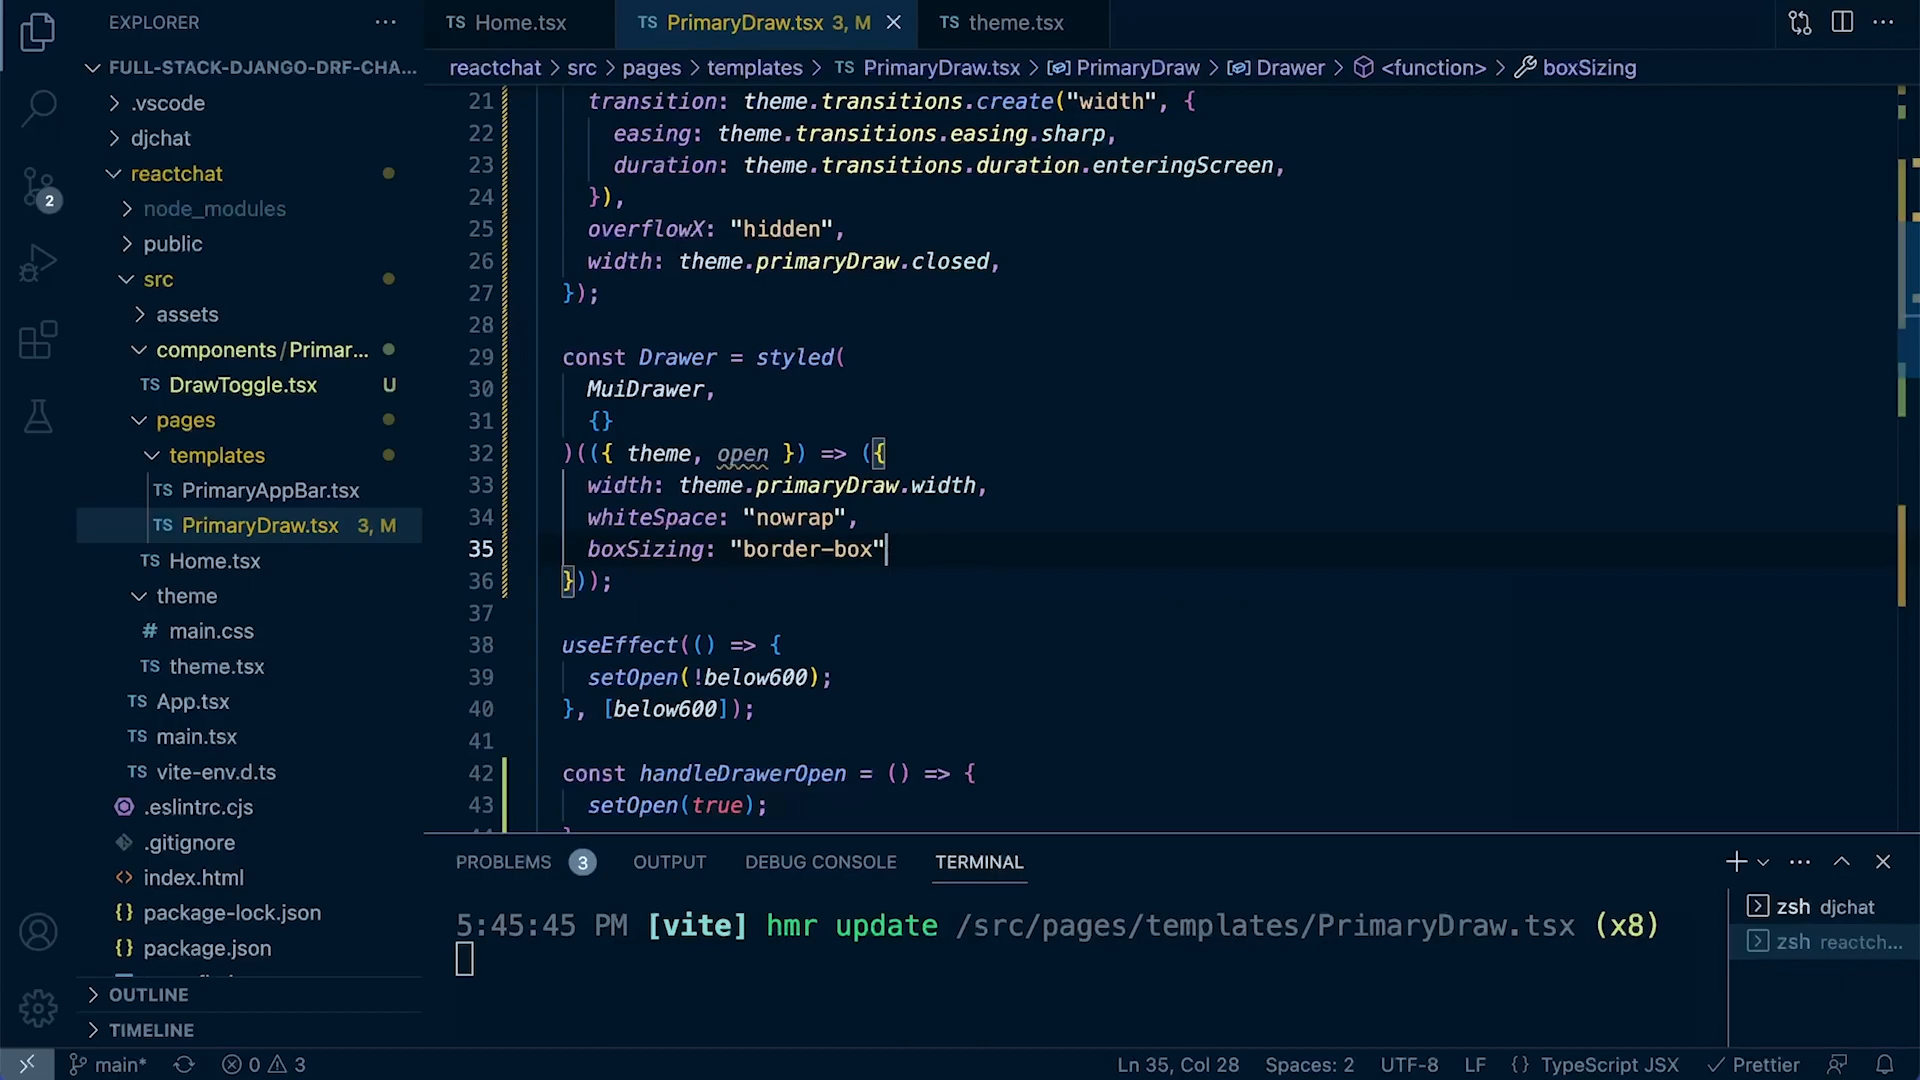 EXPLORER
FULL-STACK-DJANGO-DRF-CHA...
.vscode
djchat
reactchat
node_modules
public
src
assets
components/Primar...
TS DrawToggle.tsx U
pages
templates
TS PrimaryAppBar.tsx
TS PrimaryDraw.tsx 3, M
TS Home.tsx
theme
# main.css
TS theme.tsx
TS App.tsx
TS main.tsx
TS vite-env.d.ts
.eslintrc.cjs
.gitignore
<> index.html
{} package-lock.json
{} package.json
OUTLINE
TIMELINE
2
TS Home.tsx
TS PrimaryDraw.tsx 3, M
TS theme.tsx
reactchat > src > pages > templates > TS PrimaryDraw.tsx > PrimaryDraw > Drawer > <function> > boxSizing
21 transition: theme.transitions.create("width", {
22 easing: theme.transitions.easing.sharp,
23 duration: theme.transitions.duration.enteringScreen,
24 }),
25 overflowX: "hidden",
26 width: theme.primaryDraw.closed,
27 });
28
29 const Drawer = styled(
30 MuiDrawer,
31 {}
32 )(({ theme, open }) => ({
33 width: theme.primaryDraw.width,
34 whiteSpace: "nowrap",
35 boxSizing: "border-box"
36 }));
37
38 useEffect(() => {
39 setOpen(!below600);
40 }, [below600]);
41
42 const handleDrawerOpen = () => {
43 setOpen(true);
PROBLEMS 3 OUTPUT DEBUG CONSOLE TERMINAL
5:45:45 PM [vite] hmr update /src/pages/templates/PrimaryDraw.tsx (x8)
zsh djchat
zsh reactch...
main* 0 3 Ln 35, Col 28 Spaces: 2 UTF-8 LF {} TypeScript JSX Prettier